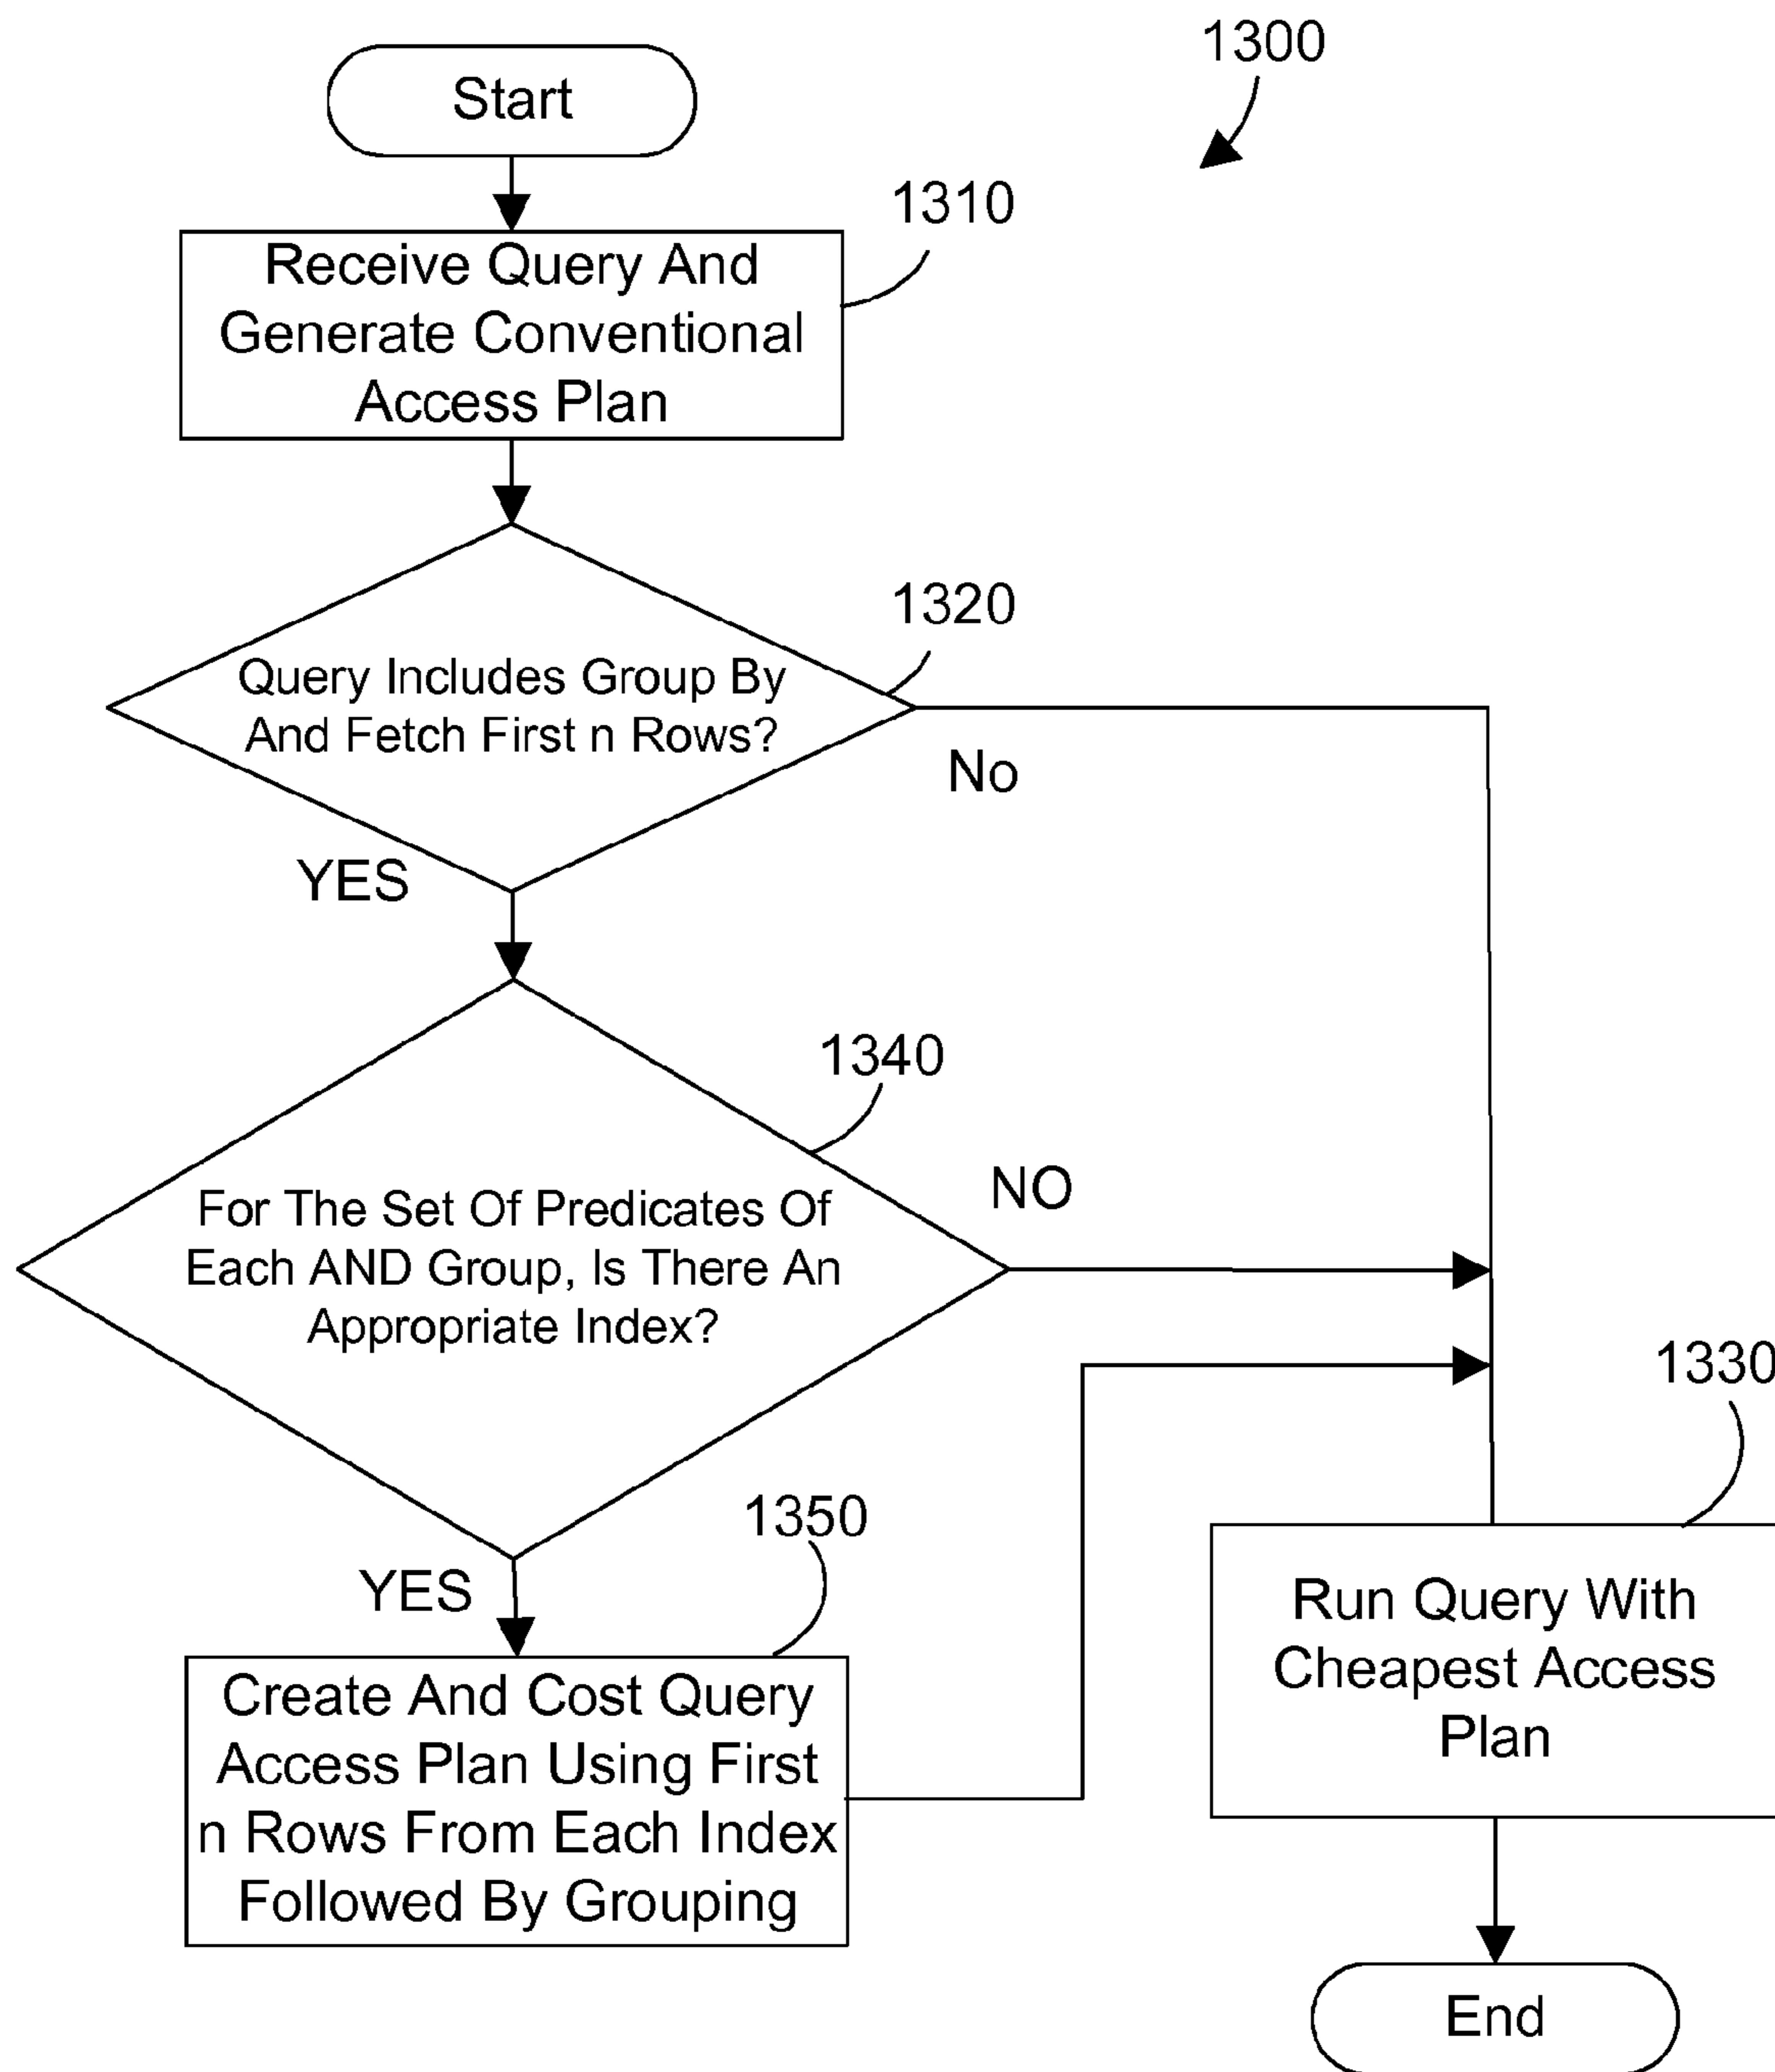 1300
Start
1310
Receive Query And
Generate Conventional
Access Plan
1320
Query Includes Group By
And Fetch First n Rows?
No
YES
1340
For The Set Of Predicates Of
Each AND Group, Is There An
Appropriate Index?
NO
1330
1350
YES
Run Query With
Cheapest Access
Plan
Create And Cost Query
Access Plan Using First
n Rows From Each Index
Followed By Grouping
End